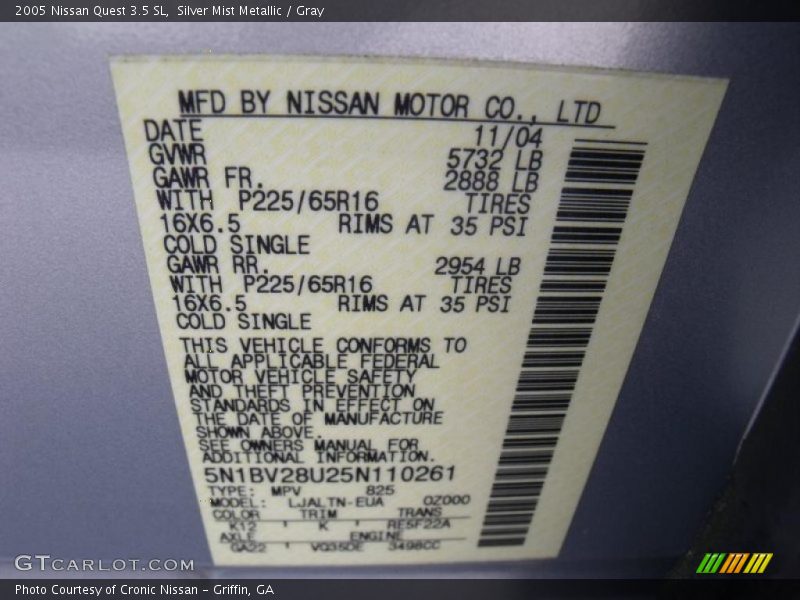 2005 Nissan Quest 3.5 SL, Silver Mist Metallic / Gray
MFD BY NISSAN MOTOR CO., LTD
DATE 11/04
GVWR 5732 LB
GAWR FR. 2888 LB
WITH P225/65R16 TIRES
16X6.5 RIMS AT 35 PSI
COLD SINGLE
GAWR RR. 2954 LB
WITH P225/65R16 TIRES
16X6.5 RIMS AT 35 PSI
COLD SINGLE
THIS VEHICLE CONFORMS TO
ALL APPLICABLE FEDERAL
MOTOR VEHICLE SAFETY
AND THEFT PREVENTION
STANDARDS IN EFFECT ON
THE DATE OF MANUFACTURE
SHOWN ABOVE.
SEE OWNERS MANUAL FOR
ADDITIONAL INFORMATION.
5N1BV28U25N110261
TYPE: MPV 825
MODEL: LJALTN-EUA 0Z000
COLOR TRIM TRANS
K12 ' K ' RE5F22A
AXLE ENGINE
GA22 ' VQ35DE 3498CC
GTCARLOT.COM
Photo Courtesy of Cronic Nissan - Griffin, GA